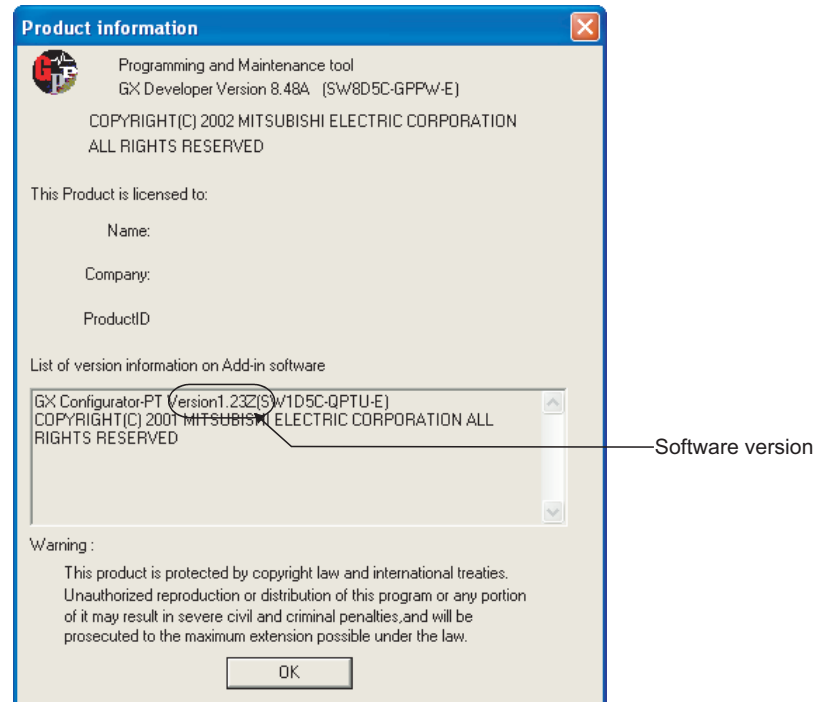 Product information
GPP
Programming and Maintenance tool
GX Developer Version 8.48A (SW8D5C-GPPW-E)
COPYRIGHT(C) 2002 MITSUBISHI ELECTRIC CORPORATION
ALL RIGHTS RESERVED
This Product is licensed to:
Name:
Company:
ProductID
List of version information on Add-in software
GX Configurator-PT Version1.23Z(SW1D5C-QPTU-E)
COPYRIGHT(C) 2001 MITSUBISHI ELECTRIC CORPORATION ALL
RIGHTS RESERVED
Software version
Warning :
This product is protected by copyright law and international treaties.
Unauthorized reproduction or distribution of this program or any portion
of it may result in severe civil and criminal penalties,and will be
prosecuted to the maximum extension possible under the law.
OK